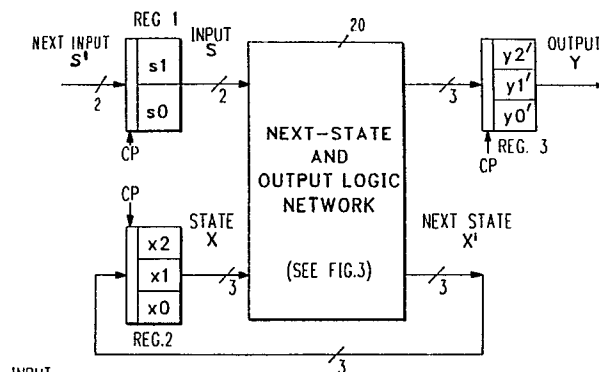 REG 1
NEXT INPUT
S'
2
s1
s0
CP
INPUT
S
2
20
NEXT-STATE
AND
OUTPUT LOGIC
NETWORK
(SEE FIG.3)
3
y2'
y1'
y0'
REG. 3
CP
OUTPUT
Y
CP
x2
x1
x0
REG.2
STATE
X
3
NEXT STATE
X'
3
3
INPUT